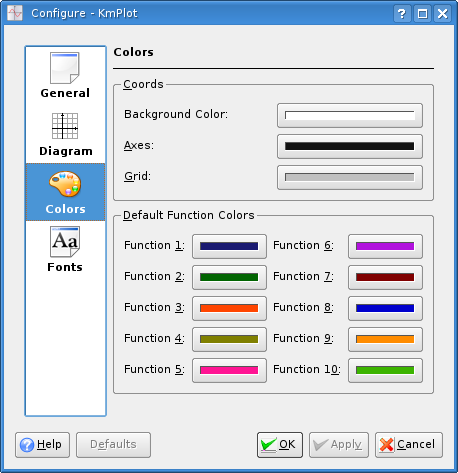 Configure - KmPlot
General
Diagram
Colors
Fonts
Colors
Coords
Background Color:
Axes:
Grid:
Default Function Colors
Function 1:
Function 6:
Function 2:
Function 7:
Function 3:
Function 8:
Function 4:
Function 9:
Function 5:
Function 10:
Help
Defaults
OK
Apply
Cancel